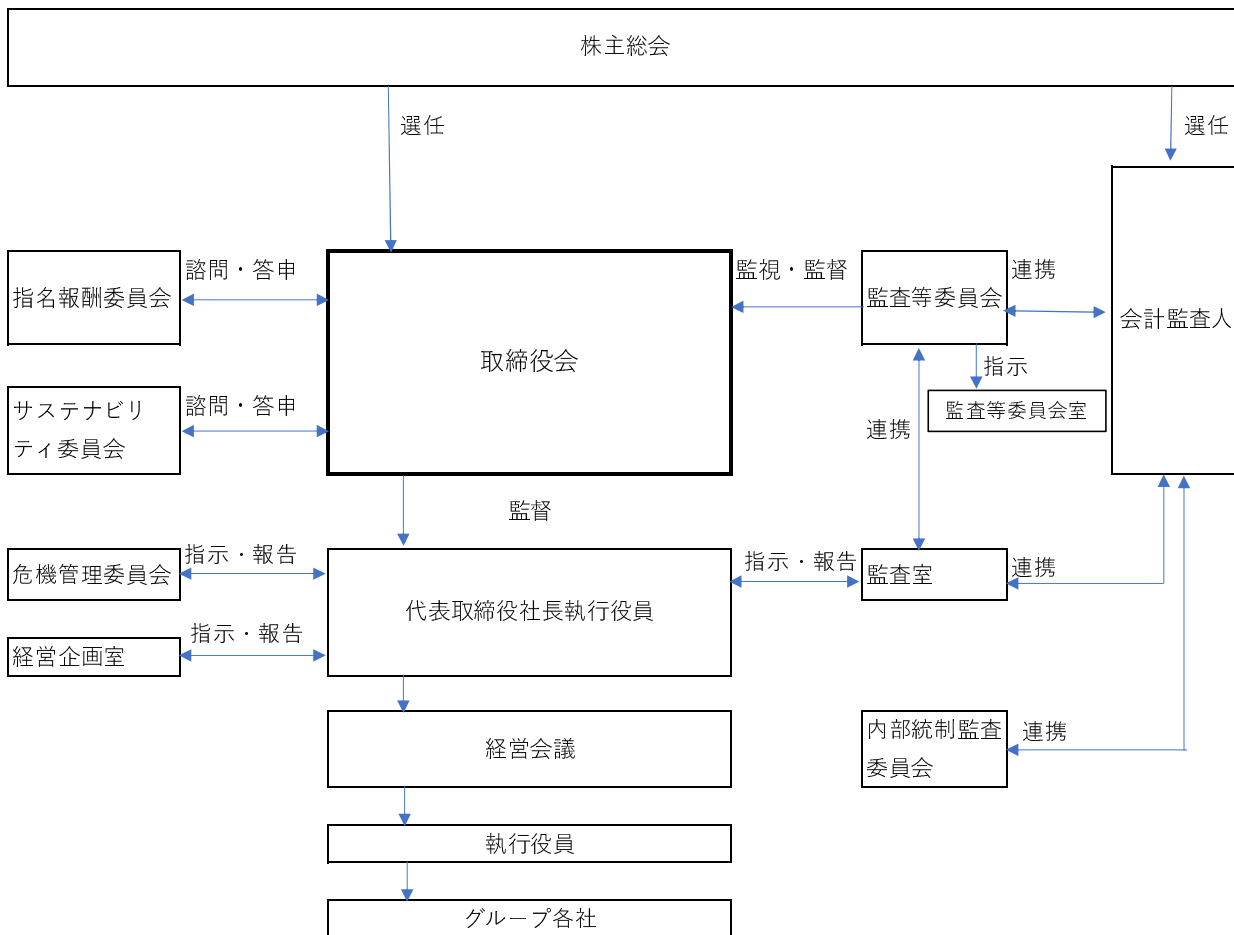 株主総会
選任
選任
指名報酬委員会
諮問・答申
取締役会
監視・監督
監査等委員会
連携
会計監査人
指示
監査等委員会室
サステナビリ
ティ委員会
諮問・答申
連携
監督
危機管理委員会
指示・報告
代表取締役社長執行役員
指示・報告
監査室
連携
経営企画室
指示・報告
経営会議
内部統制監査
委員会
連携
執行役員
グループ各社